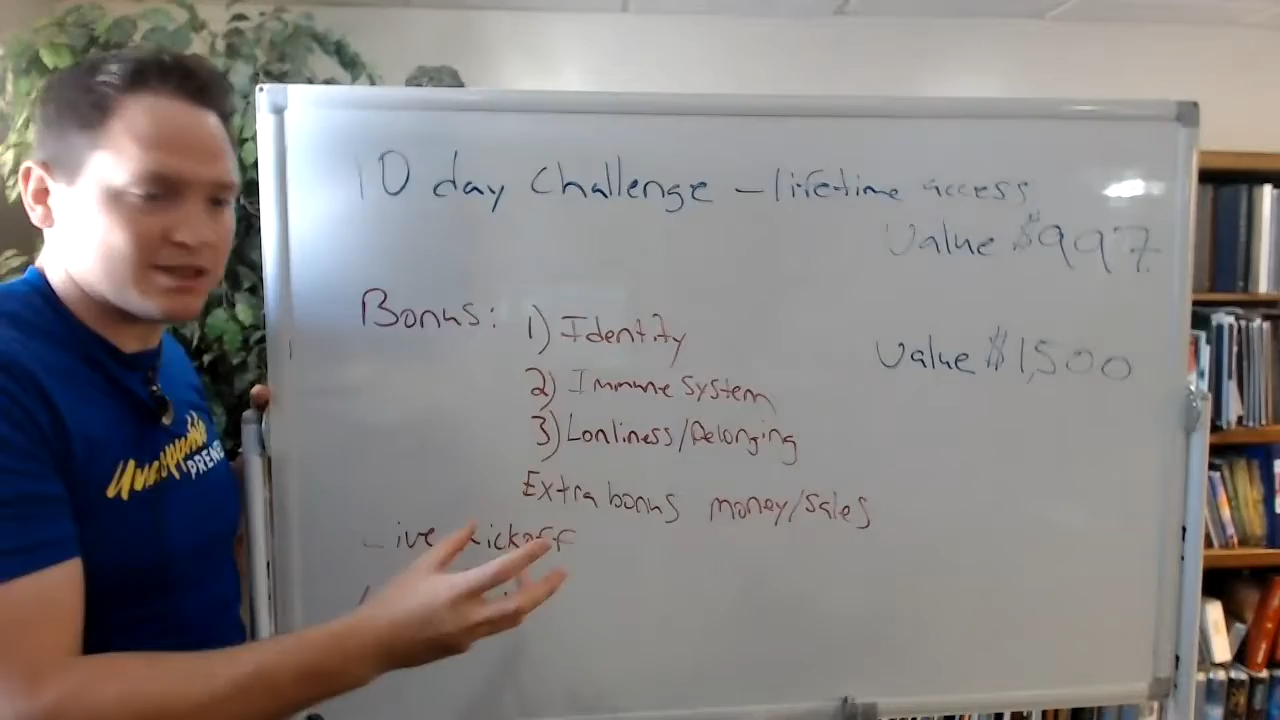 10 day Challenge - lifetime access
Value $997
Bonus: 1) Identity
Value $1,500
2) Immune System
3) Lonliness/Belonging
Extra bonus money/sales
Live Kickoff
PRENE